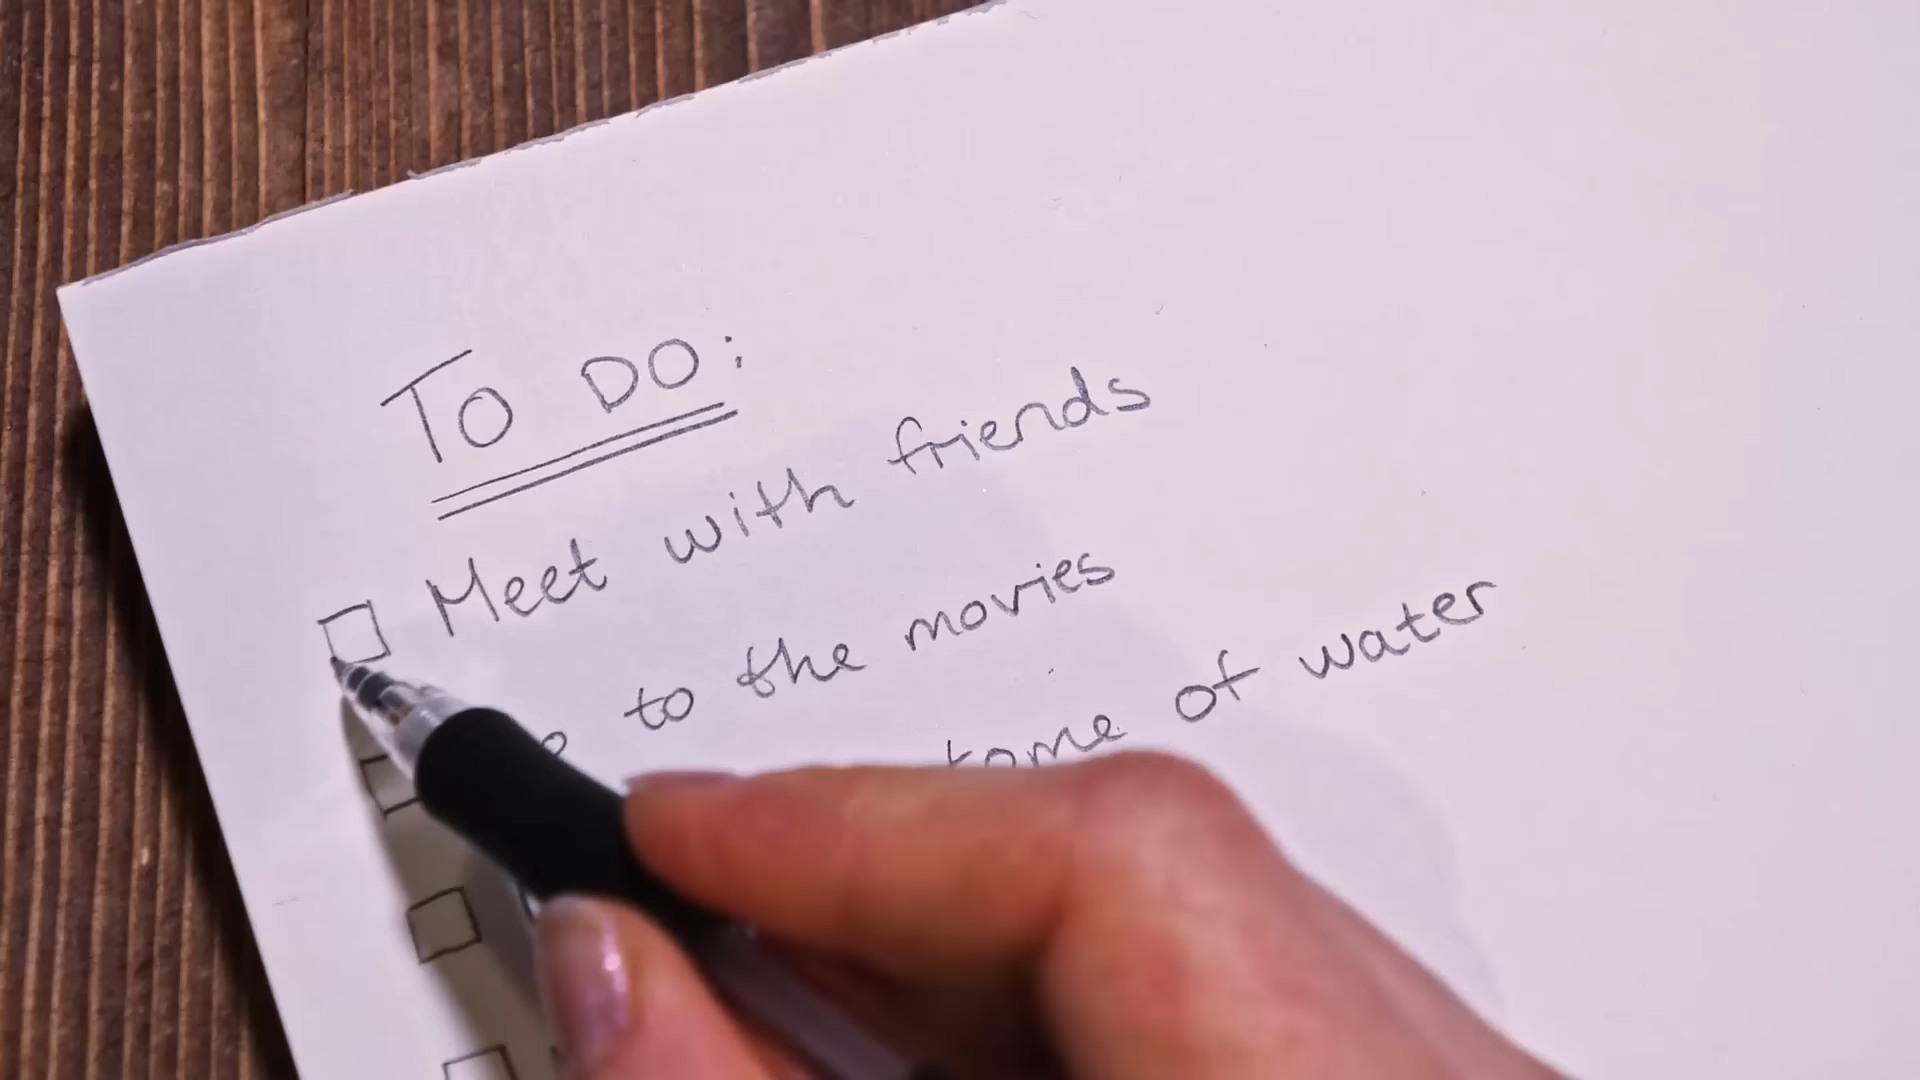 TO DO:
Meet with friends
to the movies
of water